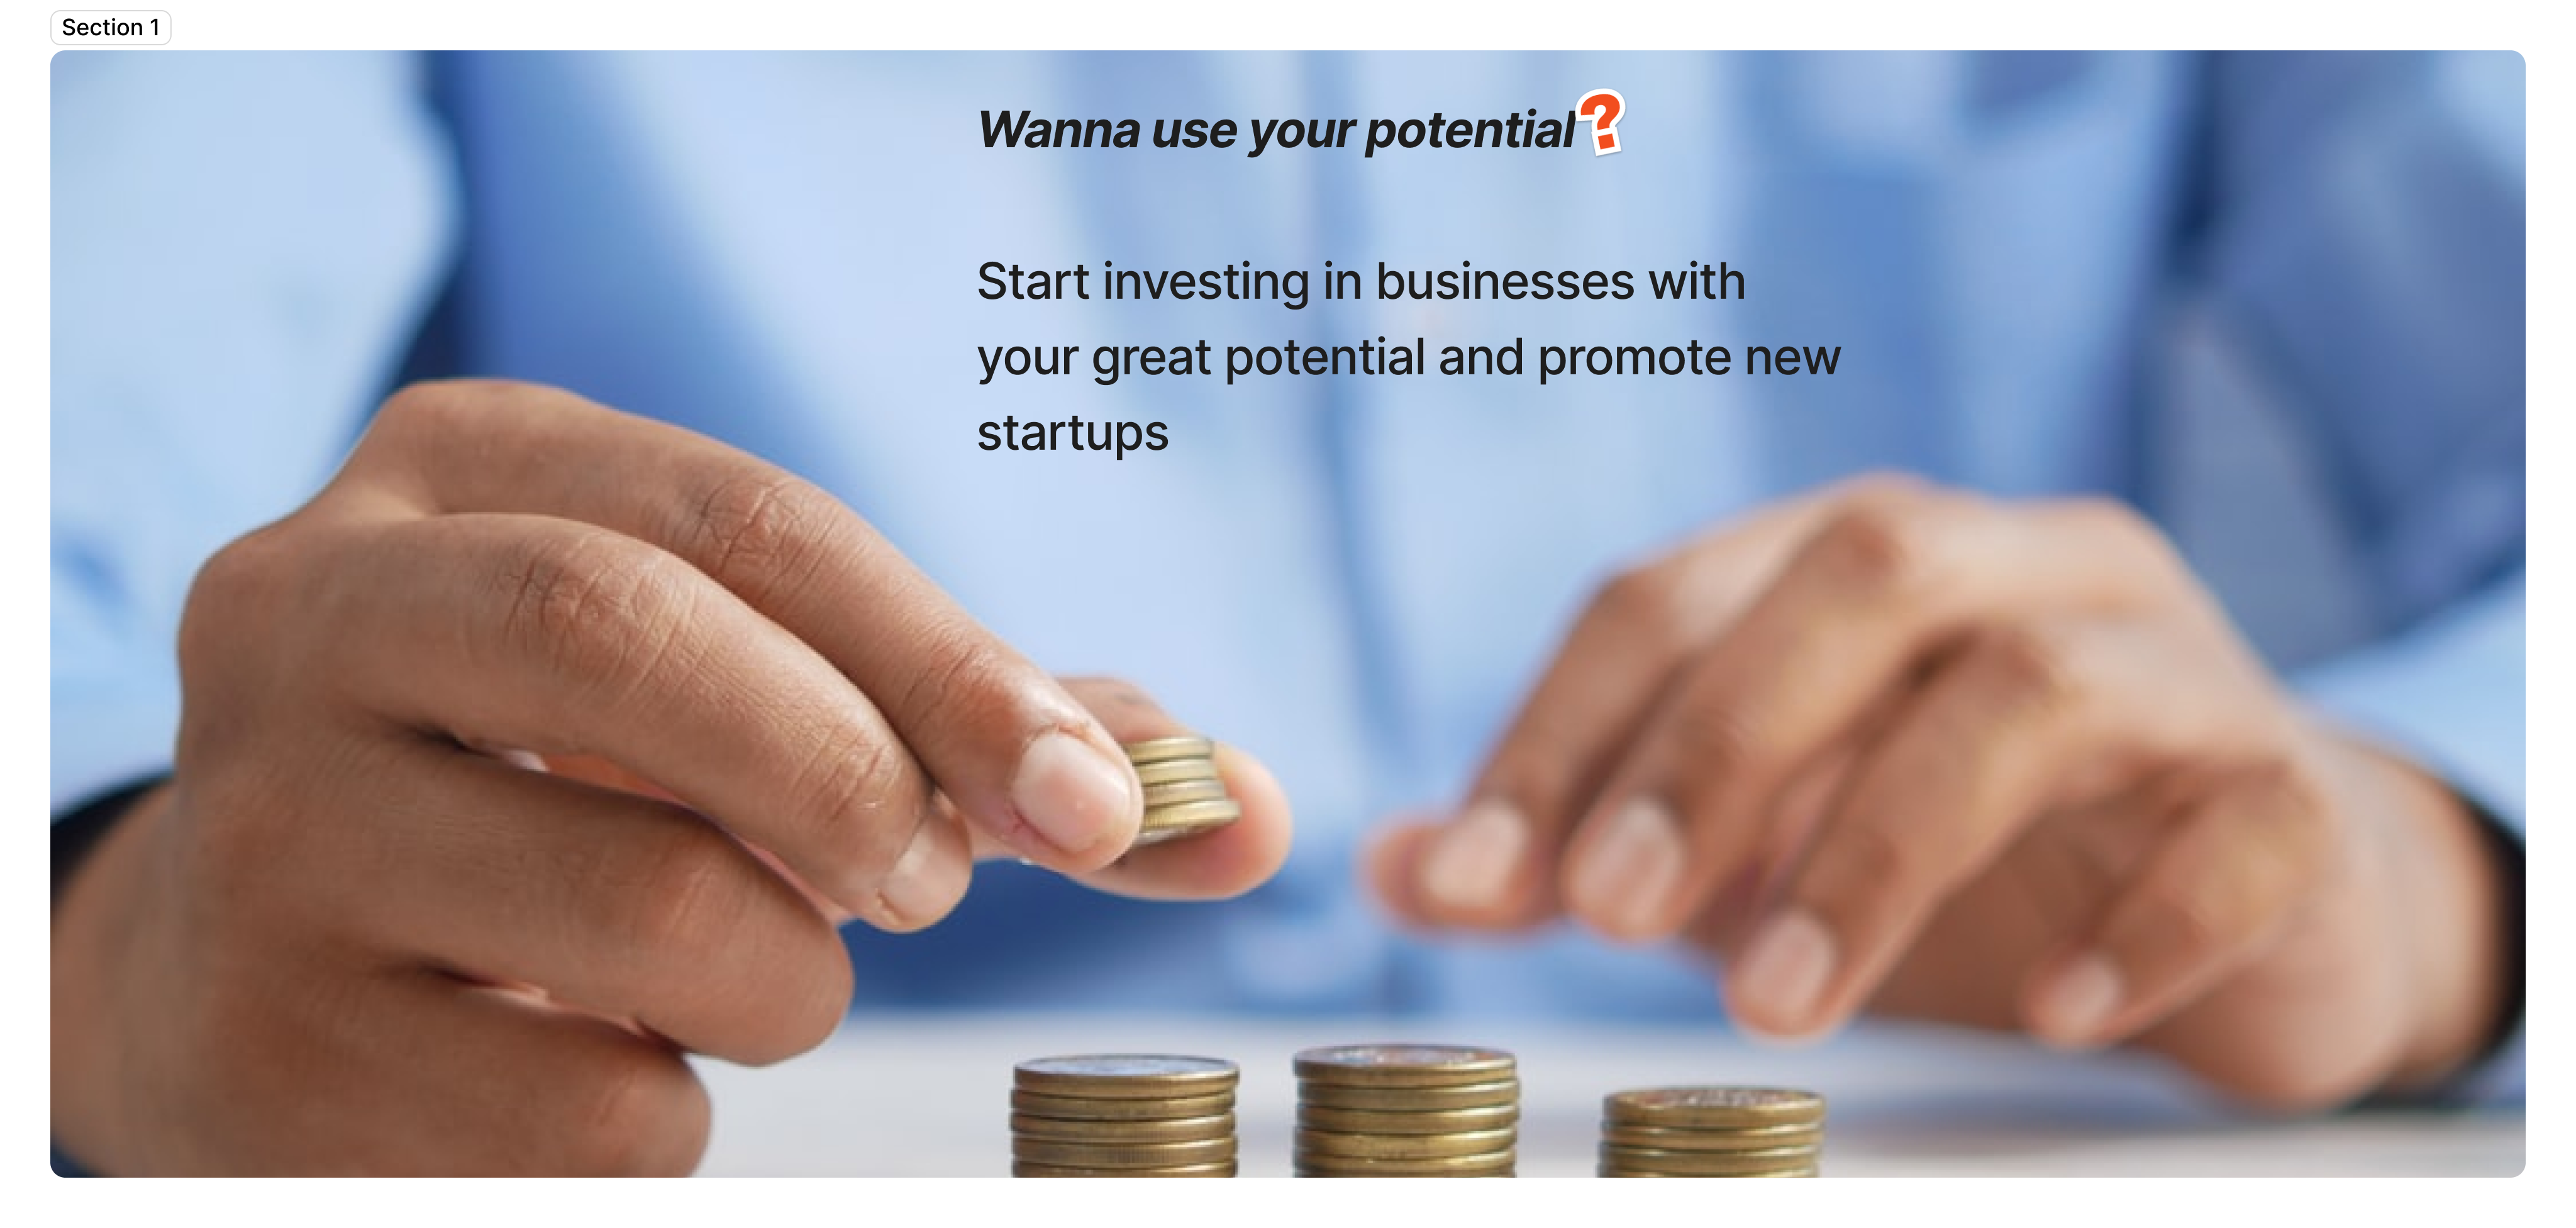 Section 1
Wanna use your potential?
Start investing in businesses with
your great potential and promote new
startups